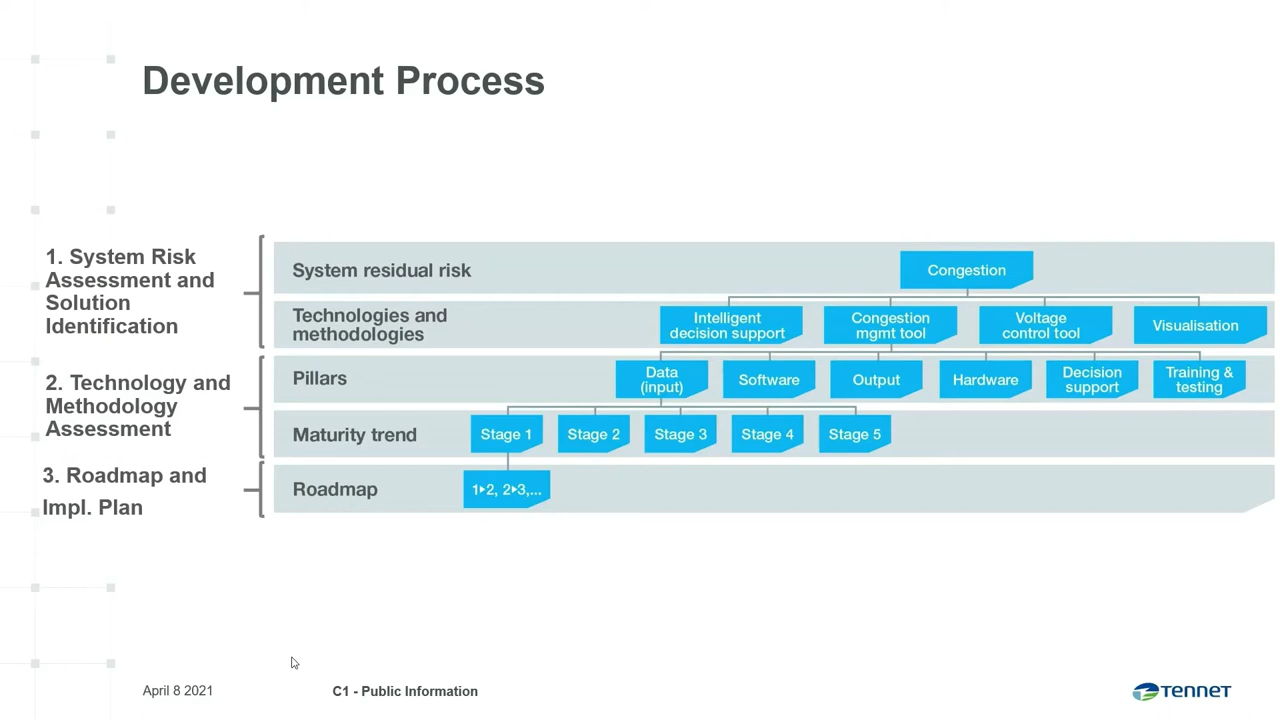 Development Process
1. System Risk
Assessment and
Solution
Identification
System residual risk
Congestion
Technologies and
methodologies
Intelligent
decision support
Congestion
mgmt tool
Voltage
control tool
Visualisation
2. Technology and
Methodology
Assessment
Pillars
Data
(input)
Software
Output
Hardware
Decision
support
Training &
testing
Maturity trend
Stage 1
Stage 2
Stage 3
Stage 4
Stage 5
3. Roadmap and
Impl. Plan
Roadmap
1▸2, 2▸3,...
April 8 2021
C1 - Public Information
TenneT